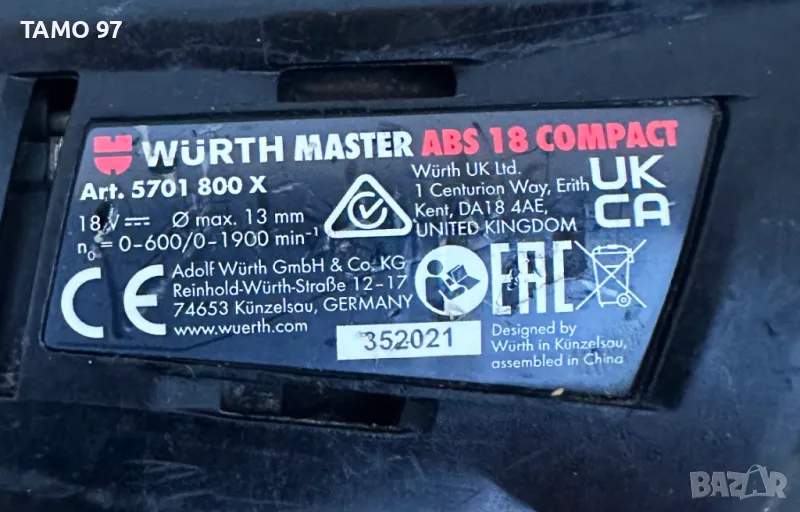 TAMO 97
WÜRTH MASTER ABS 18 COMPACT
Art. 5701 800 X
18 V ⎓ Ø max. 13 mm
n₀ = 0–600/0–1900 min⁻¹
Würth UK Ltd.
1 Centurion Way, Erith
Kent, DA18 4AE,
UNITED KINGDOM
UK
CA
CE
Adolf Würth GmbH & Co. KG
Reinhold-Würth-Straße 12–17
74653 Künzelsau, GERMANY
www.wuerth.com
EAC
352021
Designed by
Würth in Künzelsau,
assembled in China
BAZAR